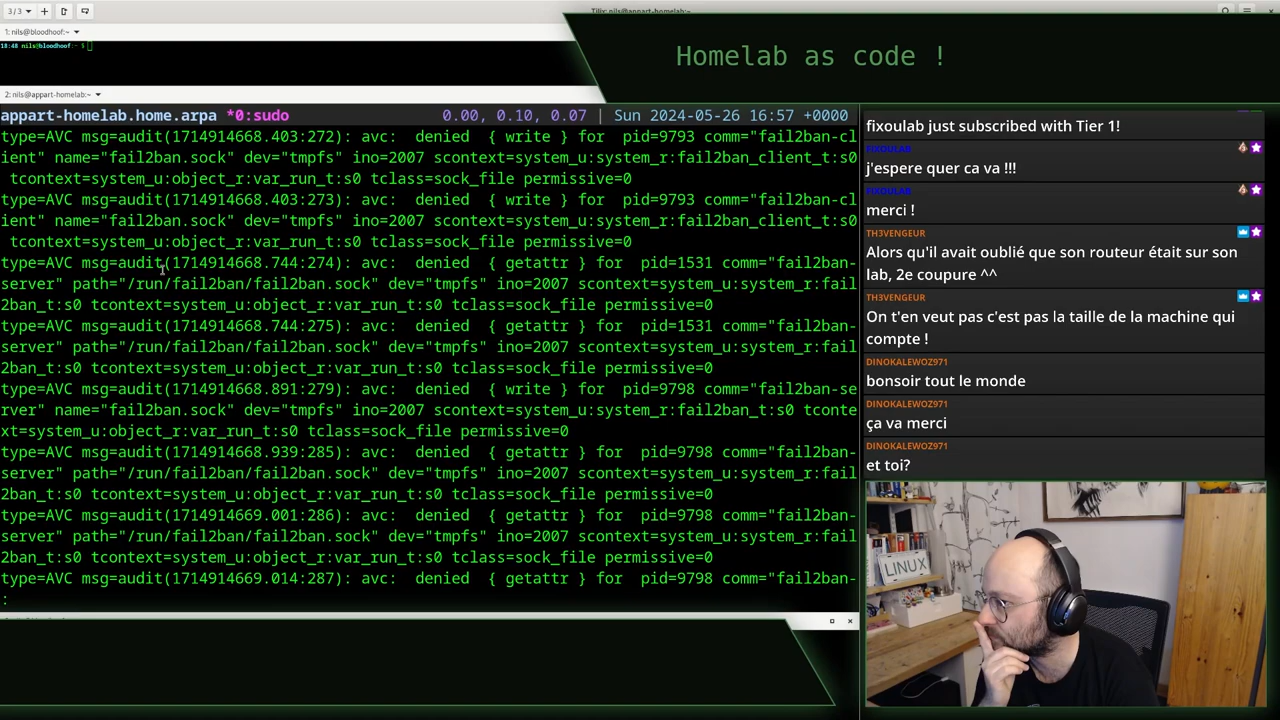 3/3
Tilix: nils@appart-homelab:~
1: nils@bloodhoof:~
18:48 nils@bloodhoof:~ $
Homelab as code !
2: nils@appart-homelab:~
appart-homelab.home.arpa *0:sudo 0.00, 0.10, 0.07 | Sun 2024-05-26 16:57 +0000
type=AVC msg=audit(1714914668.403:272): avc:  denied  { write } for  pid=9793 comm="fail2ban-cl
ient" name="fail2ban.sock" dev="tmpfs" ino=2007 scontext=system_u:system_r:fail2ban_client_t:s0
 tcontext=system_u:object_r:var_run_t:s0 tclass=sock_file permissive=0
type=AVC msg=audit(1714914668.403:273): avc:  denied  { write } for  pid=9793 comm="fail2ban-cl
ient" name="fail2ban.sock" dev="tmpfs" ino=2007 scontext=system_u:system_r:fail2ban_client_t:s0
 tcontext=system_u:object_r:var_run_t:s0 tclass=sock_file permissive=0
type=AVC msg=audit(1714914668.744:274): avc:  denied  { getattr } for  pid=1531 comm="fail2ban-
server" path="/run/fail2ban/fail2ban.sock" dev="tmpfs" ino=2007 scontext=system_u:system_r:fail
2ban_t:s0 tcontext=system_u:object_r:var_run_t:s0 tclass=sock_file permissive=0
type=AVC msg=audit(1714914668.744:275): avc:  denied  { getattr } for  pid=1531 comm="fail2ban-
server" path="/run/fail2ban/fail2ban.sock" dev="tmpfs" ino=2007 scontext=system_u:system_r:fail
2ban_t:s0 tcontext=system_u:object_r:var_run_t:s0 tclass=sock_file permissive=0
type=AVC msg=audit(1714914668.891:279): avc:  denied  { write } for  pid=9798 comm="fail2ban-se
rver" name="fail2ban.sock" dev="tmpfs" ino=2007 scontext=system_u:system_r:fail2ban_t:s0 tconte
xt=system_u:object_r:var_run_t:s0 tclass=sock_file permissive=0
type=AVC msg=audit(1714914668.939:285): avc:  denied  { getattr } for  pid=9798 comm="fail2ban-
server" path="/run/fail2ban/fail2ban.sock" dev="tmpfs" ino=2007 scontext=system_u:system_r:fail
2ban_t:s0 tcontext=system_u:object_r:var_run_t:s0 tclass=sock_file permissive=0
type=AVC msg=audit(1714914669.001:286): avc:  denied  { getattr } for  pid=9798 comm="fail2ban-
server" path="/run/fail2ban/fail2ban.sock" dev="tmpfs" ino=2007 scontext=system_u:system_r:fail
2ban_t:s0 tcontext=system_u:object_r:var_run_t:s0 tclass=sock_file permissive=0
type=AVC msg=audit(1714914669.014:287): avc:  denied  { getattr } for  pid=9798 comm="fail2ban-
:
fixoulab just subscribed with Tier 1!
FIXOULAB
j'espere quer ca va !!!
FIXOULAB
merci !
TH3VENGEUR
Alors qu'il avait oublié que son routeur était sur son
lab, 2e coupure ^^
TH3VENGEUR
On t'en veut pas c'est pas la taille de la machine qui
compte !
DINOKALEWOZ971
bonsoir tout le monde
DINOKALEWOZ971
ça va merci
DINOKALEWOZ971
et toi?
LINUX